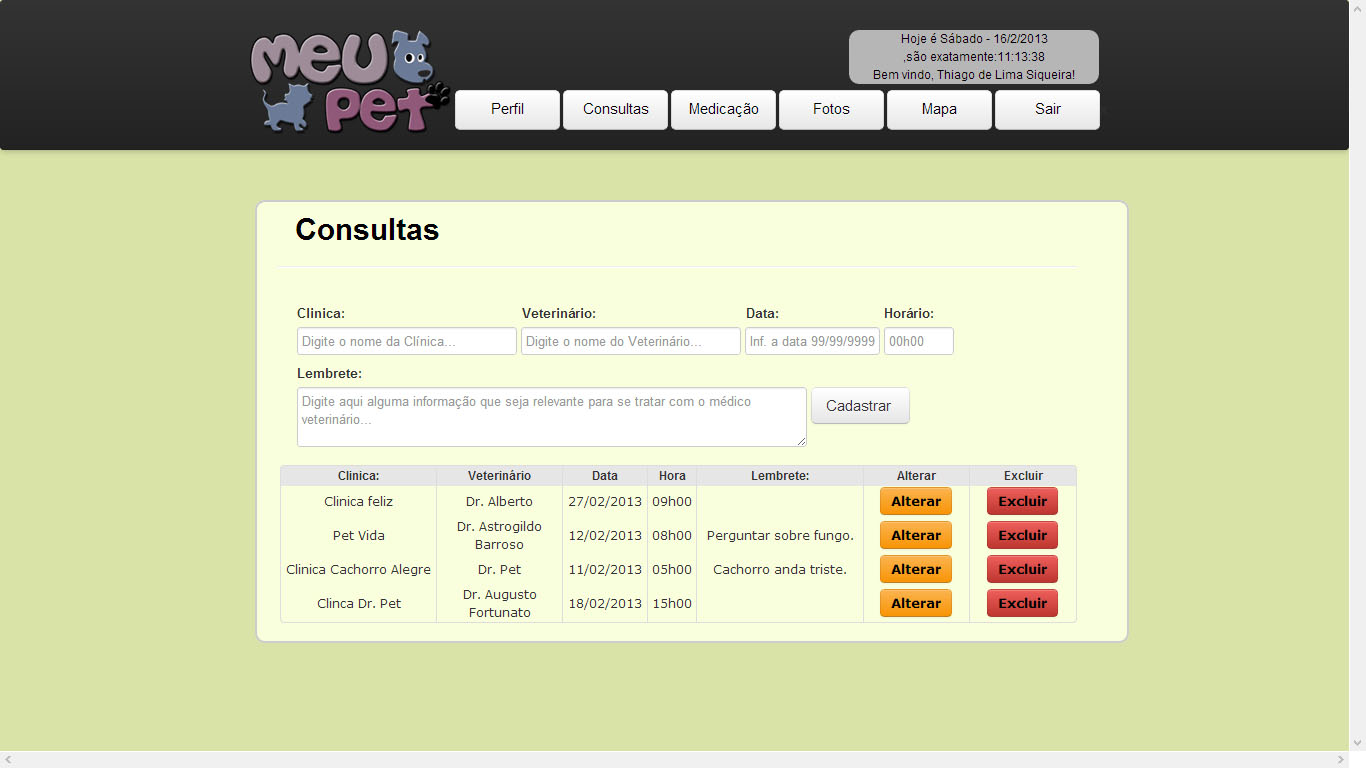 meu pet
Hoje é Sábado - 16/2/2013
,são exatamente:11:13:38
Bem vindo, Thiago de Lima Siqueira!
Perfil Consultas Medicação Fotos Mapa Sair
Consultas
Clinica: Veterinário: Data: Horário:
Digite o nome da Clínica... Digite o nome do Veterinário... Inf. a data 99/99/9999 00h00
Lembrete:
Digite aqui alguma informação que seja relevante para se tratar com o médico
veterinário...
Cadastrar
Clinica: Veterinário Data Hora Lembrete: Alterar Excluir
Clinica feliz Dr. Alberto 27/02/2013 09h00 Alterar Excluir
Pet Vida Dr. Astrogildo Barroso 12/02/2013 08h00 Perguntar sobre fungo. Alterar Excluir
Clinica Cachorro Alegre Dr. Pet 11/02/2013 05h00 Cachorro anda triste. Alterar Excluir
Clinca Dr. Pet Dr. Augusto Fortunato 18/02/2013 15h00 Alterar Excluir